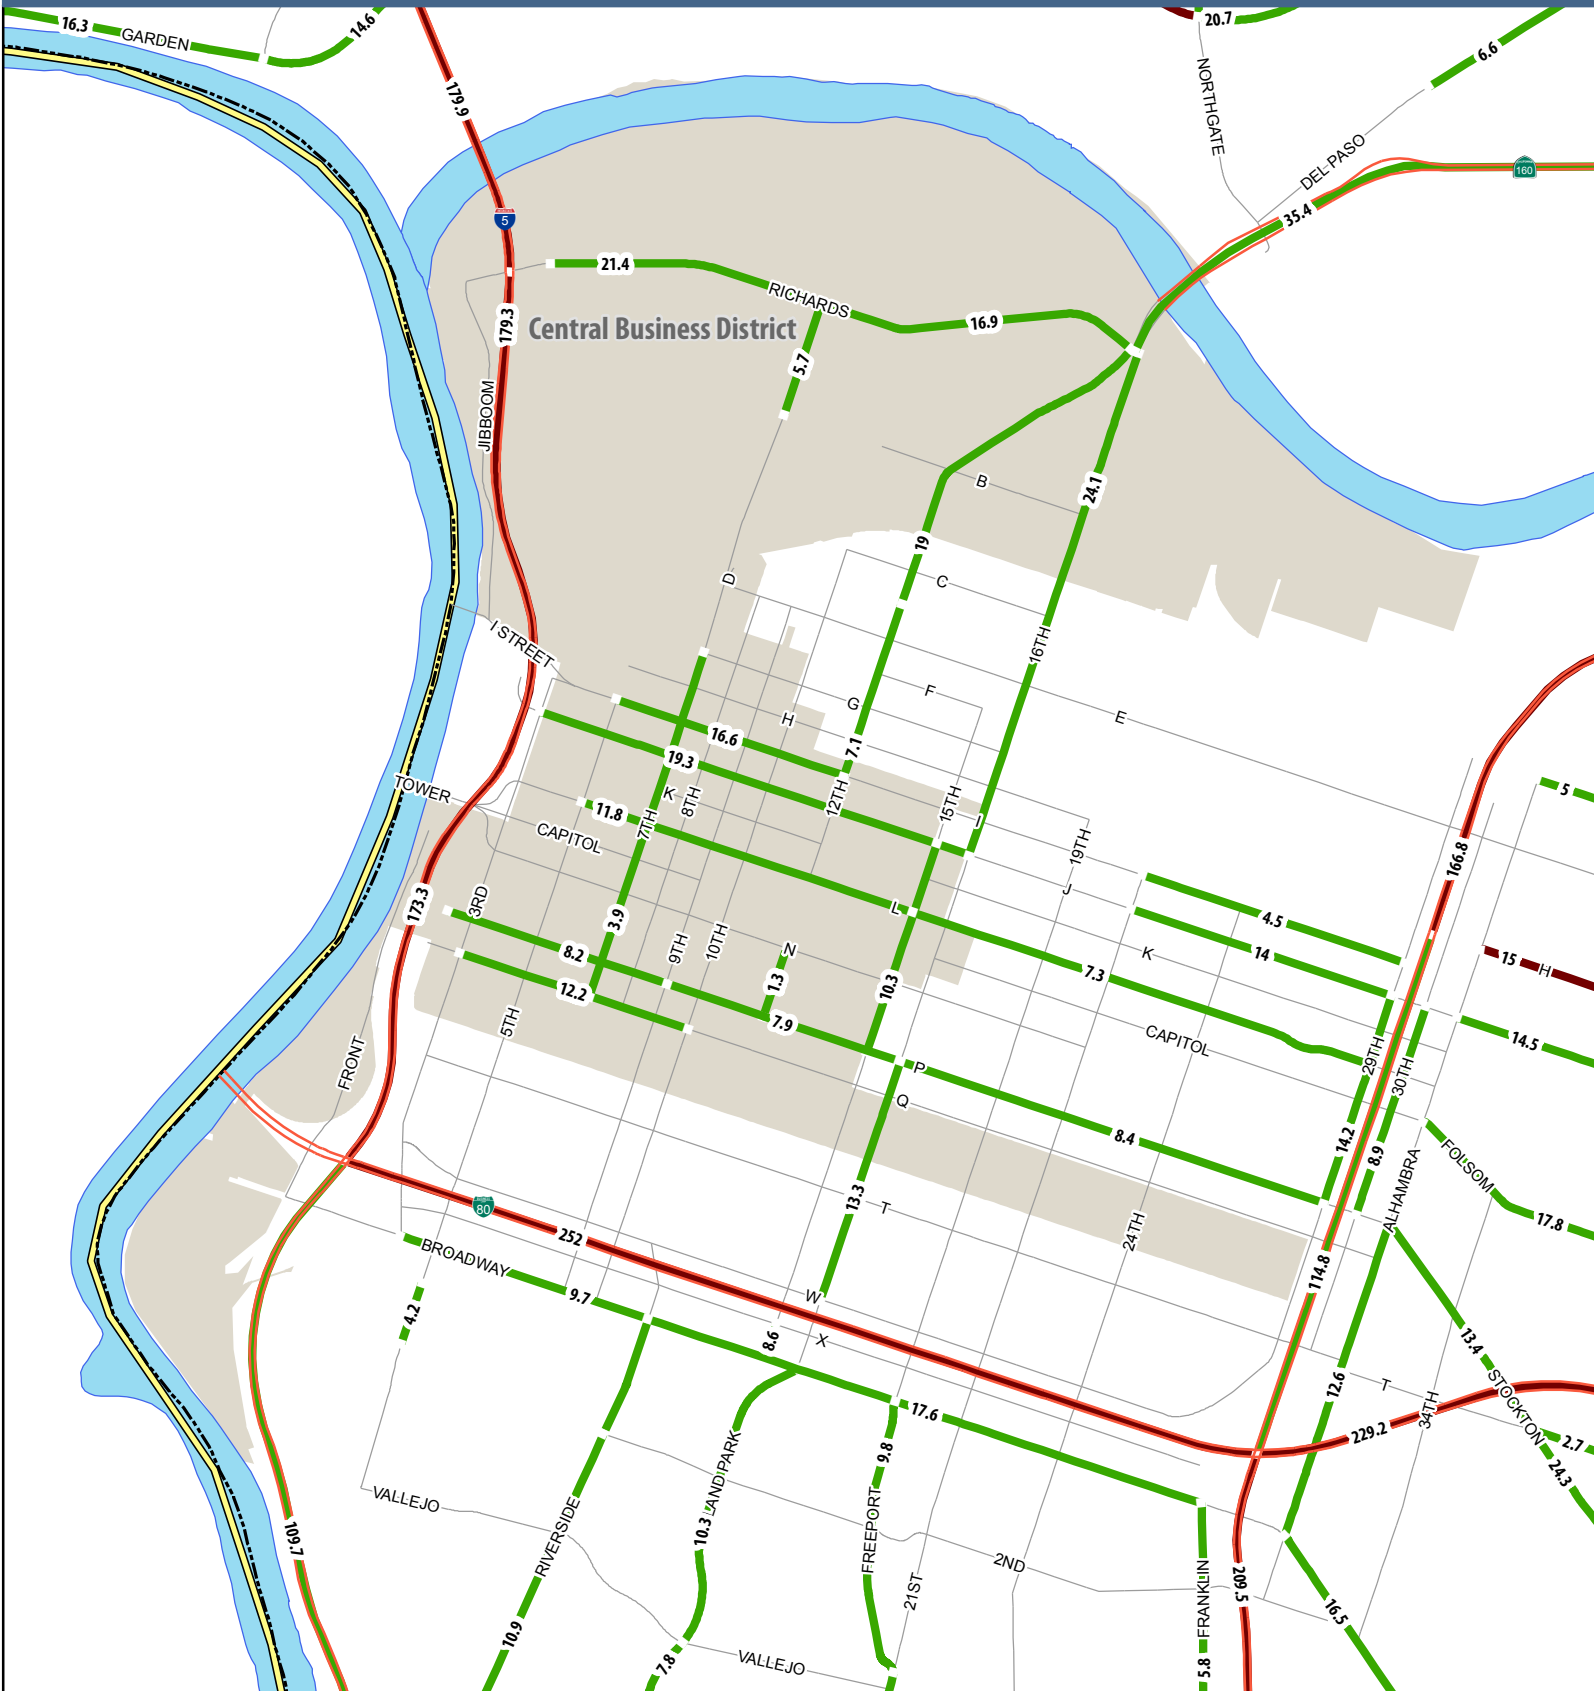 16.3
GARDEN
14.6
20.7
6.6
179.9
NORTHGATE
DEL PASO
160
35.4
5
21.4
RICHARDS
16.9
179.3
Central Business District
5.7
JIBBOOM
B
24.1
19
D
C
I STREET
16TH
F
G
E
H
16.6
7.1
19.3
TOWER
K
8TH
12TH
15TH
5
11.8
7TH
I
CAPITOL
19TH
166.8
J
3RD
173.3
L
4.5
3.9
9TH
10TH
N
8.2
K
14
15
H
7.3
1.3
10.3
12.2
7.9
5TH
CAPITOL
14.5
FRONT
29TH
30TH
P
Q
8.4
14.2
8.9
FOLSOM
ALHAMBRA
13.3
80
T
17.8
252
24TH
BROADWAY
114.8
9.7
W
4.2
8.6
X
13.4
12.6
T
STOCKTON
34TH
17.6
229.2
2.7
9.8
LAND PARK
24.3
VALLEJO
10.3
FREEPORT
RIVERSIDE
109.7
2ND
21ST
FRANKLIN
209.5
16.5
10.9
7.8
VALLEJO
5.8